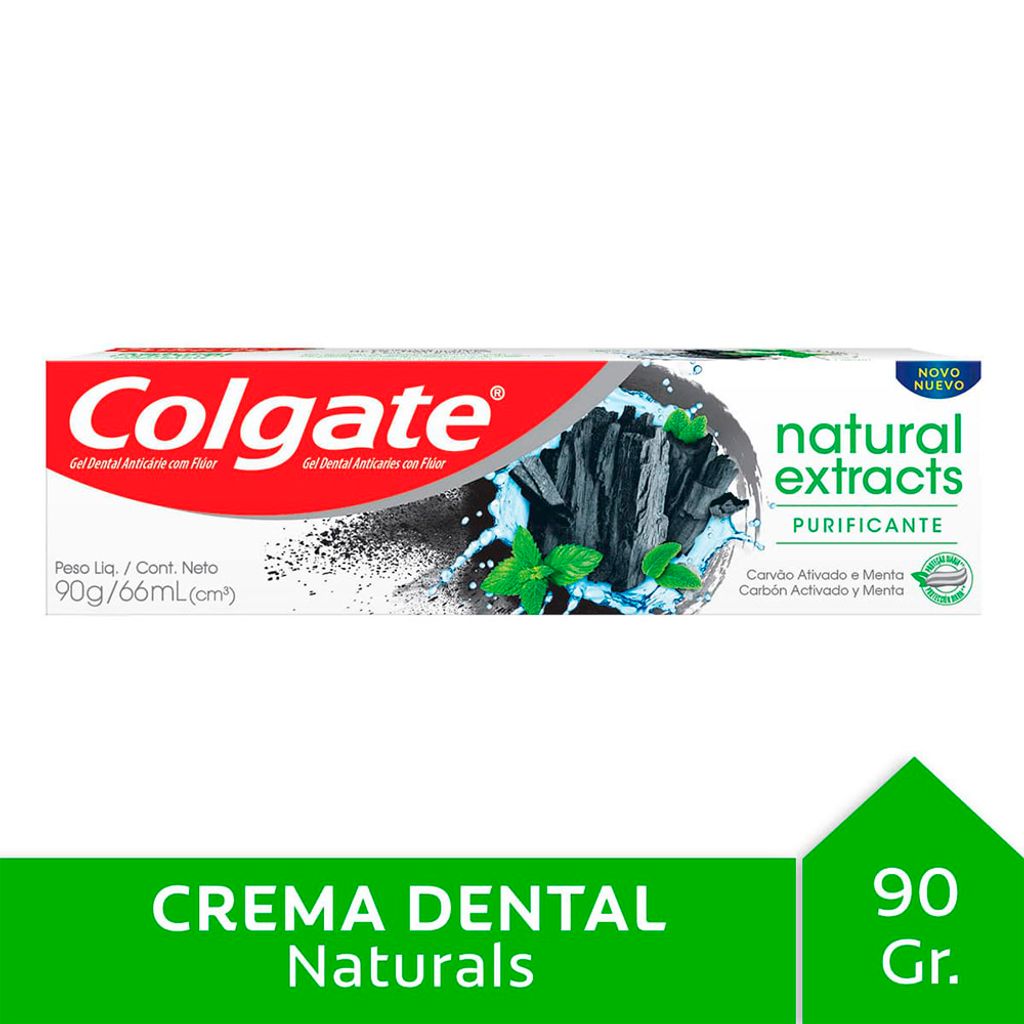 Colgate®
Gel Dental Anticárie com Flúor
Gel Dental Anticaries con Flúor
NOVO
NUEVO
natural
extracts
PURIFICANTE
Peso Liq. / Cont. Neto
90g/66mL (cm³)
Carvão Ativado e Menta
Carbón Activado y Menta
CREMA DENTAL
Naturals
90
Gr.